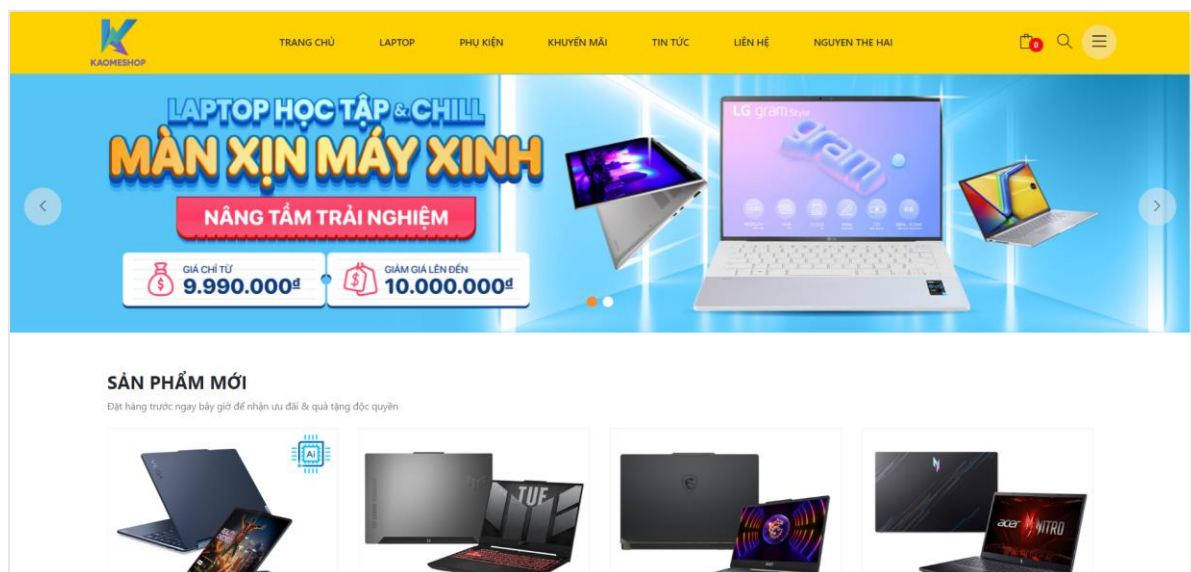 KAOMESHOP
TRANG CHỦ LAPTOP PHỤ KIỆN KHUYẾN MÃI TIN TỨC LIÊN HỆ NGUYEN THE HAI 0
LAPTOP HỌC TẬP & CHILL
MÀN XỊN MÁY XINH
NÂNG TẦM TRẢI NGHIỆM
GIÁ CHỈ TỪ
9.990.000đ
GIẢM GIÁ LÊN ĐẾN
10.000.000đ
LG gram Style
gram
SẢN PHẨM MỚI
Đặt hàng trước ngay bây giờ để nhận ưu đãi & quà tặng độc quyền
Ai
TUF
acer NITRO